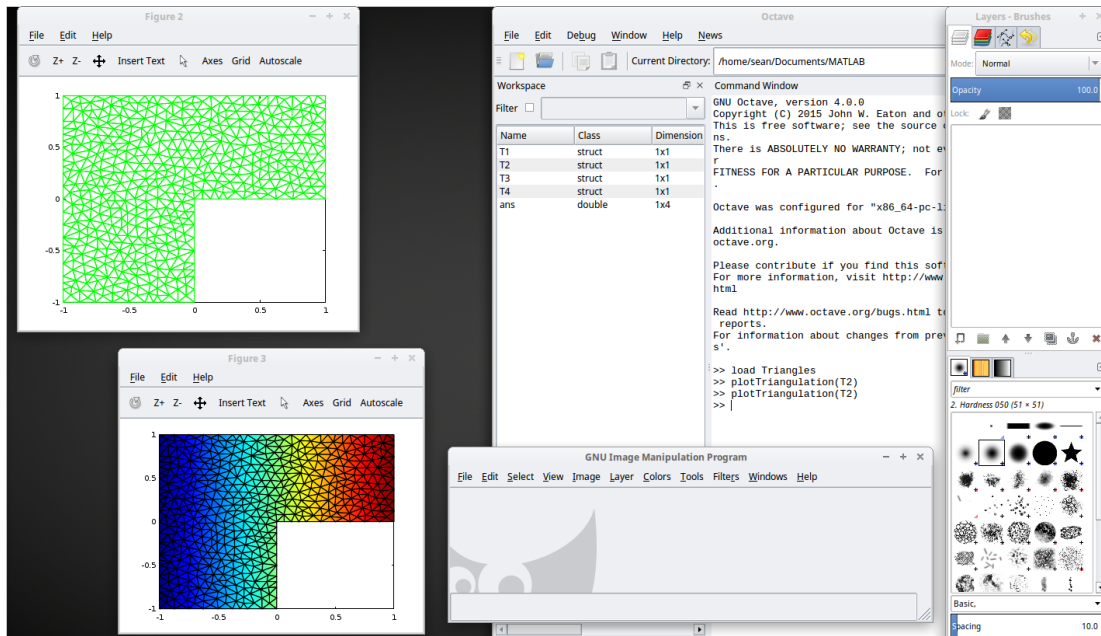 Figure 2
File Edit Help
Z+ Z- Insert Text Axes Grid Autoscale
1
0.5
0
-0.5
-1
-1 -0.5 0 0.5 1
Figure 3
File Edit Help
Z+ Z- Insert Text Axes Grid Autoscale
1
0.5
0
-0.5
-1
-1 -0.5 0 0.5 1
Octave
File Edit Debug Window Help News
Current Directory: /home/sean/Documents/MATLAB
Workspace
Filter
Name Class Dimension
T1 struct 1x1
T2 struct 1x1
T3 struct 1x1
T4 struct 1x1
ans double 1x4
Command Window
GNU Octave, version 4.0.0
Copyright (C) 2015 John W. Eaton and
This is free software; see the source
ns.
There is ABSOLUTELY NO WARRANTY; not
r
FITNESS FOR A PARTICULAR PURPOSE. For
.
Octave was configured for "x86_64-pc-
Additional information about Octave is
octave.org.
Please contribute if you find this
For more information, visit http://www
html
Read http://www.octave.org/bugs.html
reports.
For information about changes from
s'.
>> load Triangles
>> plotTriangulation(T2)
>> plotTriangulation(T2)
>>
GNU Image Manipulation Program
File Edit Select View Image Layer Colors Tools Filters Windows Help
Layers - Brushes
Mode: Normal
Opacity 100.0
Lock:
filter
2. Hardness 050 (51 × 51)
Basic,
Spacing 10.0